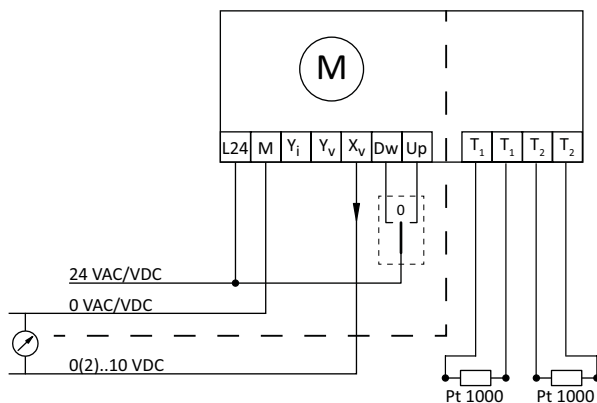 M
L24 M Yi Yv Xv Dw Up T1 T1 T2 T2
0
24 VAC/VDC
0 VAC/VDC
0(2)..10 VDC
Pt 1000 Pt 1000